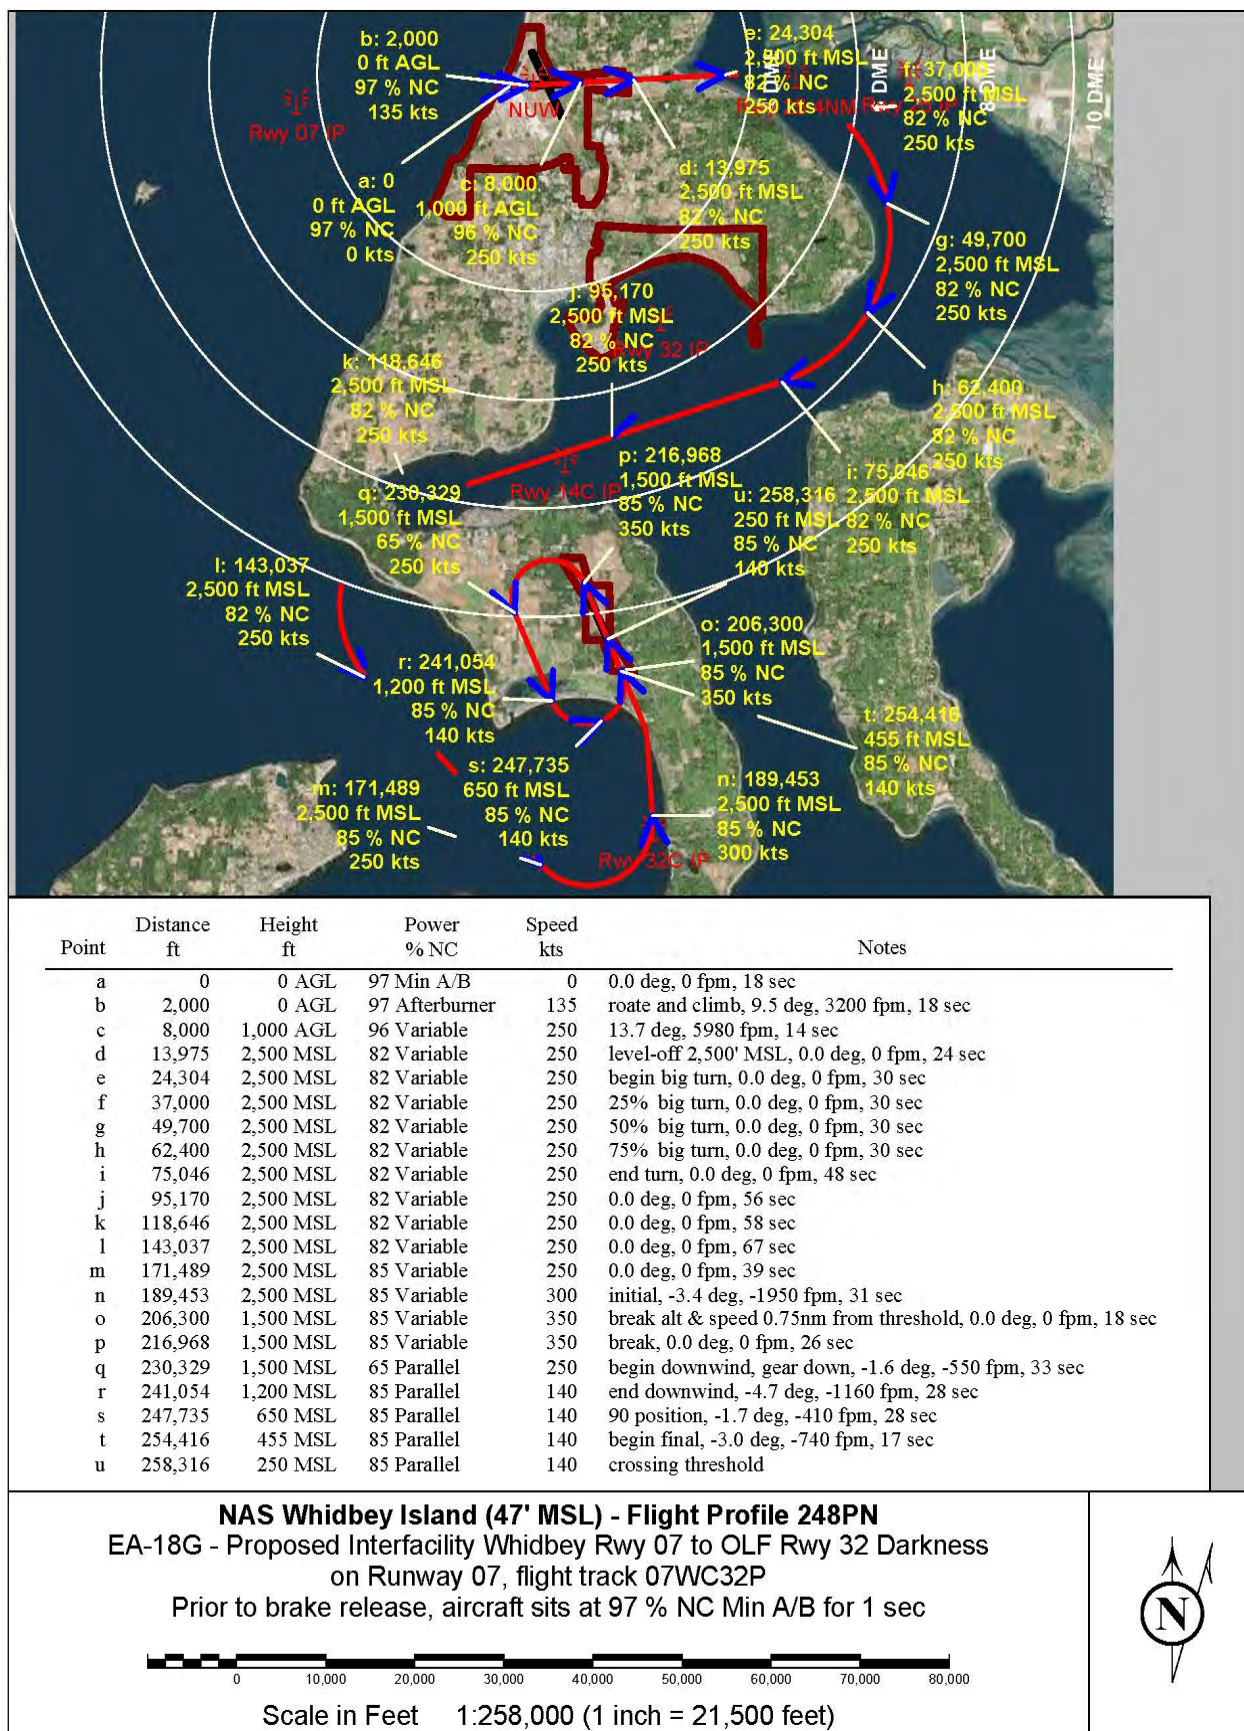 b: 2,000
0 ft AGL
97 % NC
135 kts
e: 24,304
2,500 ft MSL
82 % NC
250 kts
DME
DME
8 DME
10 DME
f: 37,000
2,500 ft MSL
82 % NC
250 kts
Rwy 07 IP
NUW
a: 0
0 ft AGL
97 % NC
0 kts
c: 8,000
1,000 ft AGL
96 % NC
250 kts
d: 13,975
2,500 ft MSL
82 % NC
250 kts
g: 49,700
2,500 ft MSL
82 % NC
250 kts
j: 95,170
2,500 ft MSL
82 % NC
250 kts
Rwy 32 IP
k: 118,646
2,500 ft MSL
82 % NC
250 kts
h: 62,400
2,500 ft MSL
82 % NC
250 kts
Rwy 14C IP
p: 216,968
1,500 ft MSL
85 % NC
350 kts
i: 75,046
2,500 ft MSL
82 % NC
250 kts
q: 230,329
1,500 ft MSL
65 % NC
250 kts
u: 258,316
250 ft MSL
85 % NC
140 kts
l: 143,037
2,500 ft MSL
82 % NC
250 kts
o: 206,300
1,500 ft MSL
85 % NC
350 kts
r: 241,054
1,200 ft MSL
85 % NC
140 kts
t: 254,416
455 ft MSL
85 % NC
140 kts
s: 247,735
650 ft MSL
85 % NC
140 kts
m: 171,489
2,500 ft MSL
85 % NC
250 kts
n: 189,453
2,500 ft MSL
85 % NC
300 kts
Rwy 32C IP
Point Distance ft Height ft Power % NC Speed kts Notes
a 0 0 AGL 97 Min A/B 0 0.0 deg, 0 fpm, 18 sec
b 2,000 0 AGL 97 Afterburner 135 roate and climb, 9.5 deg, 3200 fpm, 18 sec
c 8,000 1,000 AGL 96 Variable 250 13.7 deg, 5980 fpm, 14 sec
d 13,975 2,500 MSL 82 Variable 250 level-off 2,500' MSL, 0.0 deg, 0 fpm, 24 sec
e 24,304 2,500 MSL 82 Variable 250 begin big turn, 0.0 deg, 0 fpm, 30 sec
f 37,000 2,500 MSL 82 Variable 250 25% big turn, 0.0 deg, 0 fpm, 30 sec
g 49,700 2,500 MSL 82 Variable 250 50% big turn, 0.0 deg, 0 fpm, 30 sec
h 62,400 2,500 MSL 82 Variable 250 75% big turn, 0.0 deg, 0 fpm, 30 sec
i 75,046 2,500 MSL 82 Variable 250 end turn, 0.0 deg, 0 fpm, 48 sec
j 95,170 2,500 MSL 82 Variable 250 0.0 deg, 0 fpm, 56 sec
k 118,646 2,500 MSL 82 Variable 250 0.0 deg, 0 fpm, 58 sec
l 143,037 2,500 MSL 82 Variable 250 0.0 deg, 0 fpm, 67 sec
m 171,489 2,500 MSL 85 Variable 250 0.0 deg, 0 fpm, 39 sec
n 189,453 2,500 MSL 85 Variable 300 initial, -3.4 deg, -1950 fpm, 31 sec
o 206,300 1,500 MSL 85 Variable 350 break alt & speed 0.75nm from threshold, 0.0 deg, 0 fpm, 18 sec
p 216,968 1,500 MSL 85 Variable 350 break, 0.0 deg, 0 fpm, 26 sec
q 230,329 1,500 MSL 65 Parallel 250 begin downwind, gear down, -1.6 deg, -550 fpm, 33 sec
r 241,054 1,200 MSL 85 Parallel 140 end downwind, -4.7 deg, -1160 fpm, 28 sec
s 247,735 650 MSL 85 Parallel 140 90 position, -1.7 deg, -410 fpm, 28 sec
t 254,416 455 MSL 85 Parallel 140 begin final, -3.0 deg, -740 fpm, 17 sec
u 258,316 250 MSL 85 Parallel 140 crossing threshold
NAS Whidbey Island (47' MSL) - Flight Profile 248PN
EA-18G - Proposed Interfacility Whidbey Rwy 07 to OLF Rwy 32 Darkness
on Runway 07, flight track 07WC32P
Prior to brake release, aircraft sits at 97 % NC Min A/B for 1 sec
0 10,000 20,000 30,000 40,000 50,000 60,000 70,000 80,000
Scale in Feet 1:258,000 (1 inch = 21,500 feet)
N